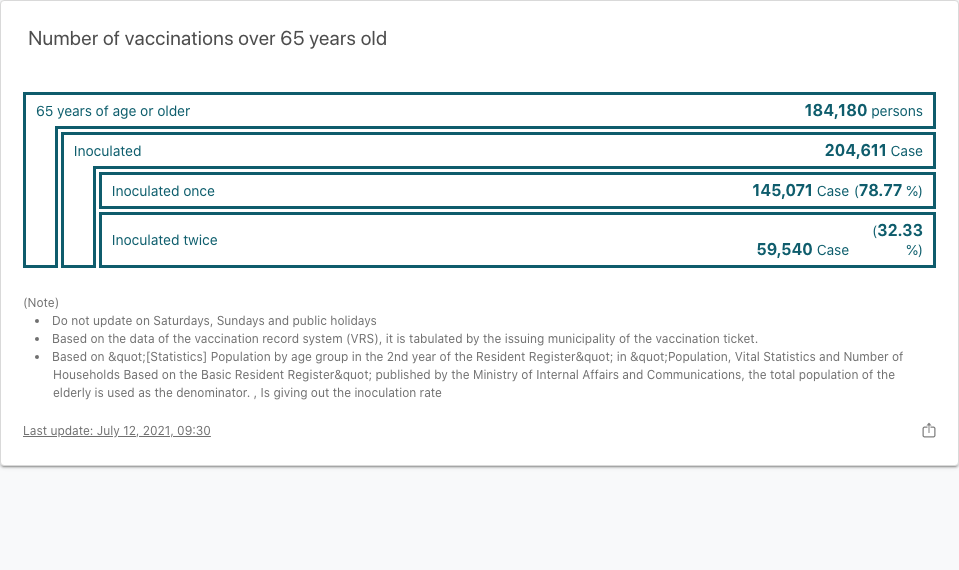 Number of vaccinations over 65 years old
65 years of age or older 184,180 persons
Inoculated 204,611 Case
Inoculated once 145,071 Case (78.77 %)
Inoculated twice 59,540 Case (32.33 %)
(Note)
• Do not update on Saturdays, Sundays and public holidays
• Based on the data of the vaccination record system (VRS), it is tabulated by the issuing municipality of the vaccination ticket.
• Based on &quot;[Statistics] Population by age group in the 2nd year of the Resident Register&quot; in &quot;Population, Vital Statistics and Number of
Households Based on the Basic Resident Register&quot; published by the Ministry of Internal Affairs and Communications, the total population of the
elderly is used as the denominator. , Is giving out the inoculation rate
Last update: July 12, 2021, 09:30